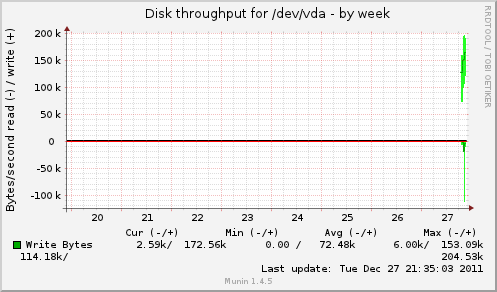 Disk throughput for /dev/vda - by week
RRDTOOL / TOBI OETIKER
Bytes/second read (-) / write (+)
200 k
150 k
100 k
50 k
0
-50 k
-100 k
20 21 22 23 24 25 26 27
Cur (-/+) Min (-/+) Avg (-/+) Max (-/+)
Write Bytes 2.59k/ 172.56k 0.00 / 72.48k 6.00k/ 153.09k
114.18k/ 204.53k
Last update: Tue Dec 27 21:35:03 2011
Munin 1.4.5